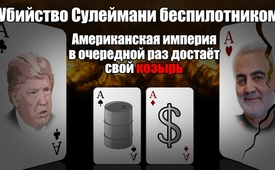 Убийство Сулеймани беспилотником
Американская империя
в очередной раз достаёт
свой козырь
A
A
A
A
$